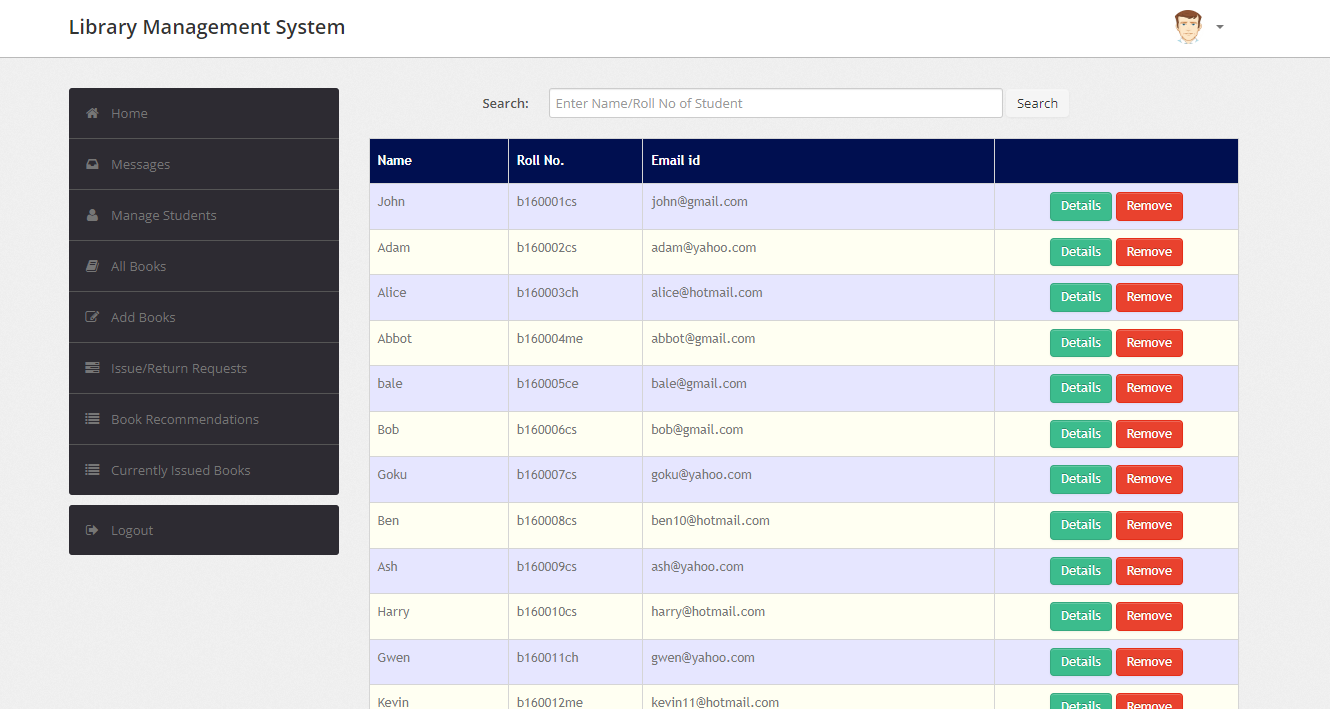 Library Management System
Home
Messages
Manage Students
All Books
Add Books
Issue/Return Requests
Book Recommendations
Currently Issued Books
Logout
Search: Enter Name/Roll No of Student Search
Name Roll No. Email id
John b160001cs john@gmail.com Details Remove
Adam b160002cs adam@yahoo.com Details Remove
Alice b160003ch alice@hotmail.com Details Remove
Abbot b160004me abbot@gmail.com Details Remove
bale b160005ce bale@gmail.com Details Remove
Bob b160006cs bob@gmail.com Details Remove
Goku b160007cs goku@yahoo.com Details Remove
Ben b160008cs ben10@hotmail.com Details Remove
Ash b160009cs ash@yahoo.com Details Remove
Harry b160010cs harry@hotmail.com Details Remove
Gwen b160011ch gwen@yahoo.com Details Remove
Kevin b160012me kevin11@hotmail.com Details Remove